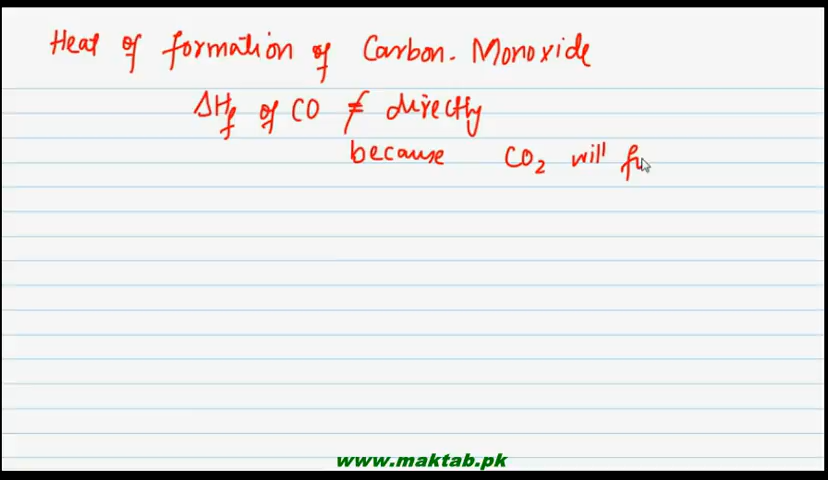 Heat of formation of Carbon. Monoxide
ΔHf of CO ≠ directly
because CO2 will
www.maktab.pk